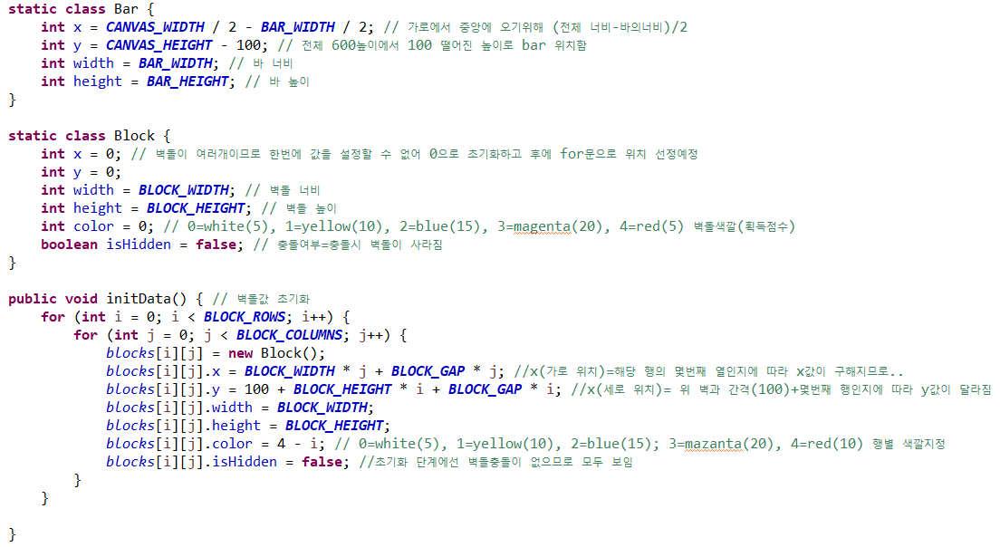 static class Bar {
    int x = CANVAS_WIDTH / 2 - BAR_WIDTH / 2; // 가로에서 중앙에 오기위해 (전체 너비-바의너비)/2
    int y = CANVAS_HEIGHT - 100; // 전체 600높이에서 100 떨어진 높이로 bar 위치함
    int width = BAR_WIDTH; // 바 너비
    int height = BAR_HEIGHT; // 바 높이
}
static class Block {
    int x = 0; // 벽돌이 여러개이므로 한번에 값을 설정할 수 없어 0으로 초기화하고 후에 for문으로 위치 선정예정
    int y = 0;
    int width = BLOCK_WIDTH; // 벽돌 너비
    int height = BLOCK_HEIGHT; // 벽돌 높이
    int color = 0; // 0=white(5), 1=yellow(10), 2=blue(15), 3=magenta(20), 4=red(5) 벽돌색깔(획득점수)
    boolean isHidden = false; // 충돌여부=충돌시 벽돌이 사라짐
}
public void initData() { // 벽돌값 초기화
    for (int i = 0; i < BLOCK_ROWS; i++) {
        for (int j = 0; j < BLOCK_COLUMNS; j++) {
            blocks[i][j] = new Block();
            blocks[i][j].x = BLOCK_WIDTH * j + BLOCK_GAP * j; //x(가로 위치)=해당 행의 몇번째 열인지에 따라 x값이 구해지므로..
            blocks[i][j].y = 100 + BLOCK_HEIGHT * i + BLOCK_GAP * i; //x(세로 위치)= 위 벽과 간격(100)+몇번째 행인지에 따라 y값이 달라짐
            blocks[i][j].width = BLOCK_WIDTH;
            blocks[i][j].height = BLOCK_HEIGHT;
            blocks[i][j].color = 4 - i; // 0=white(5), 1=yellow(10), 2=blue(15); 3=mazanta(20), 4=red(10) 행별 색깔지정
            blocks[i][j].isHidden = false; //초기화 단계에선 벽돌충돌이 없으므로 모두 보임
        }
    }
}